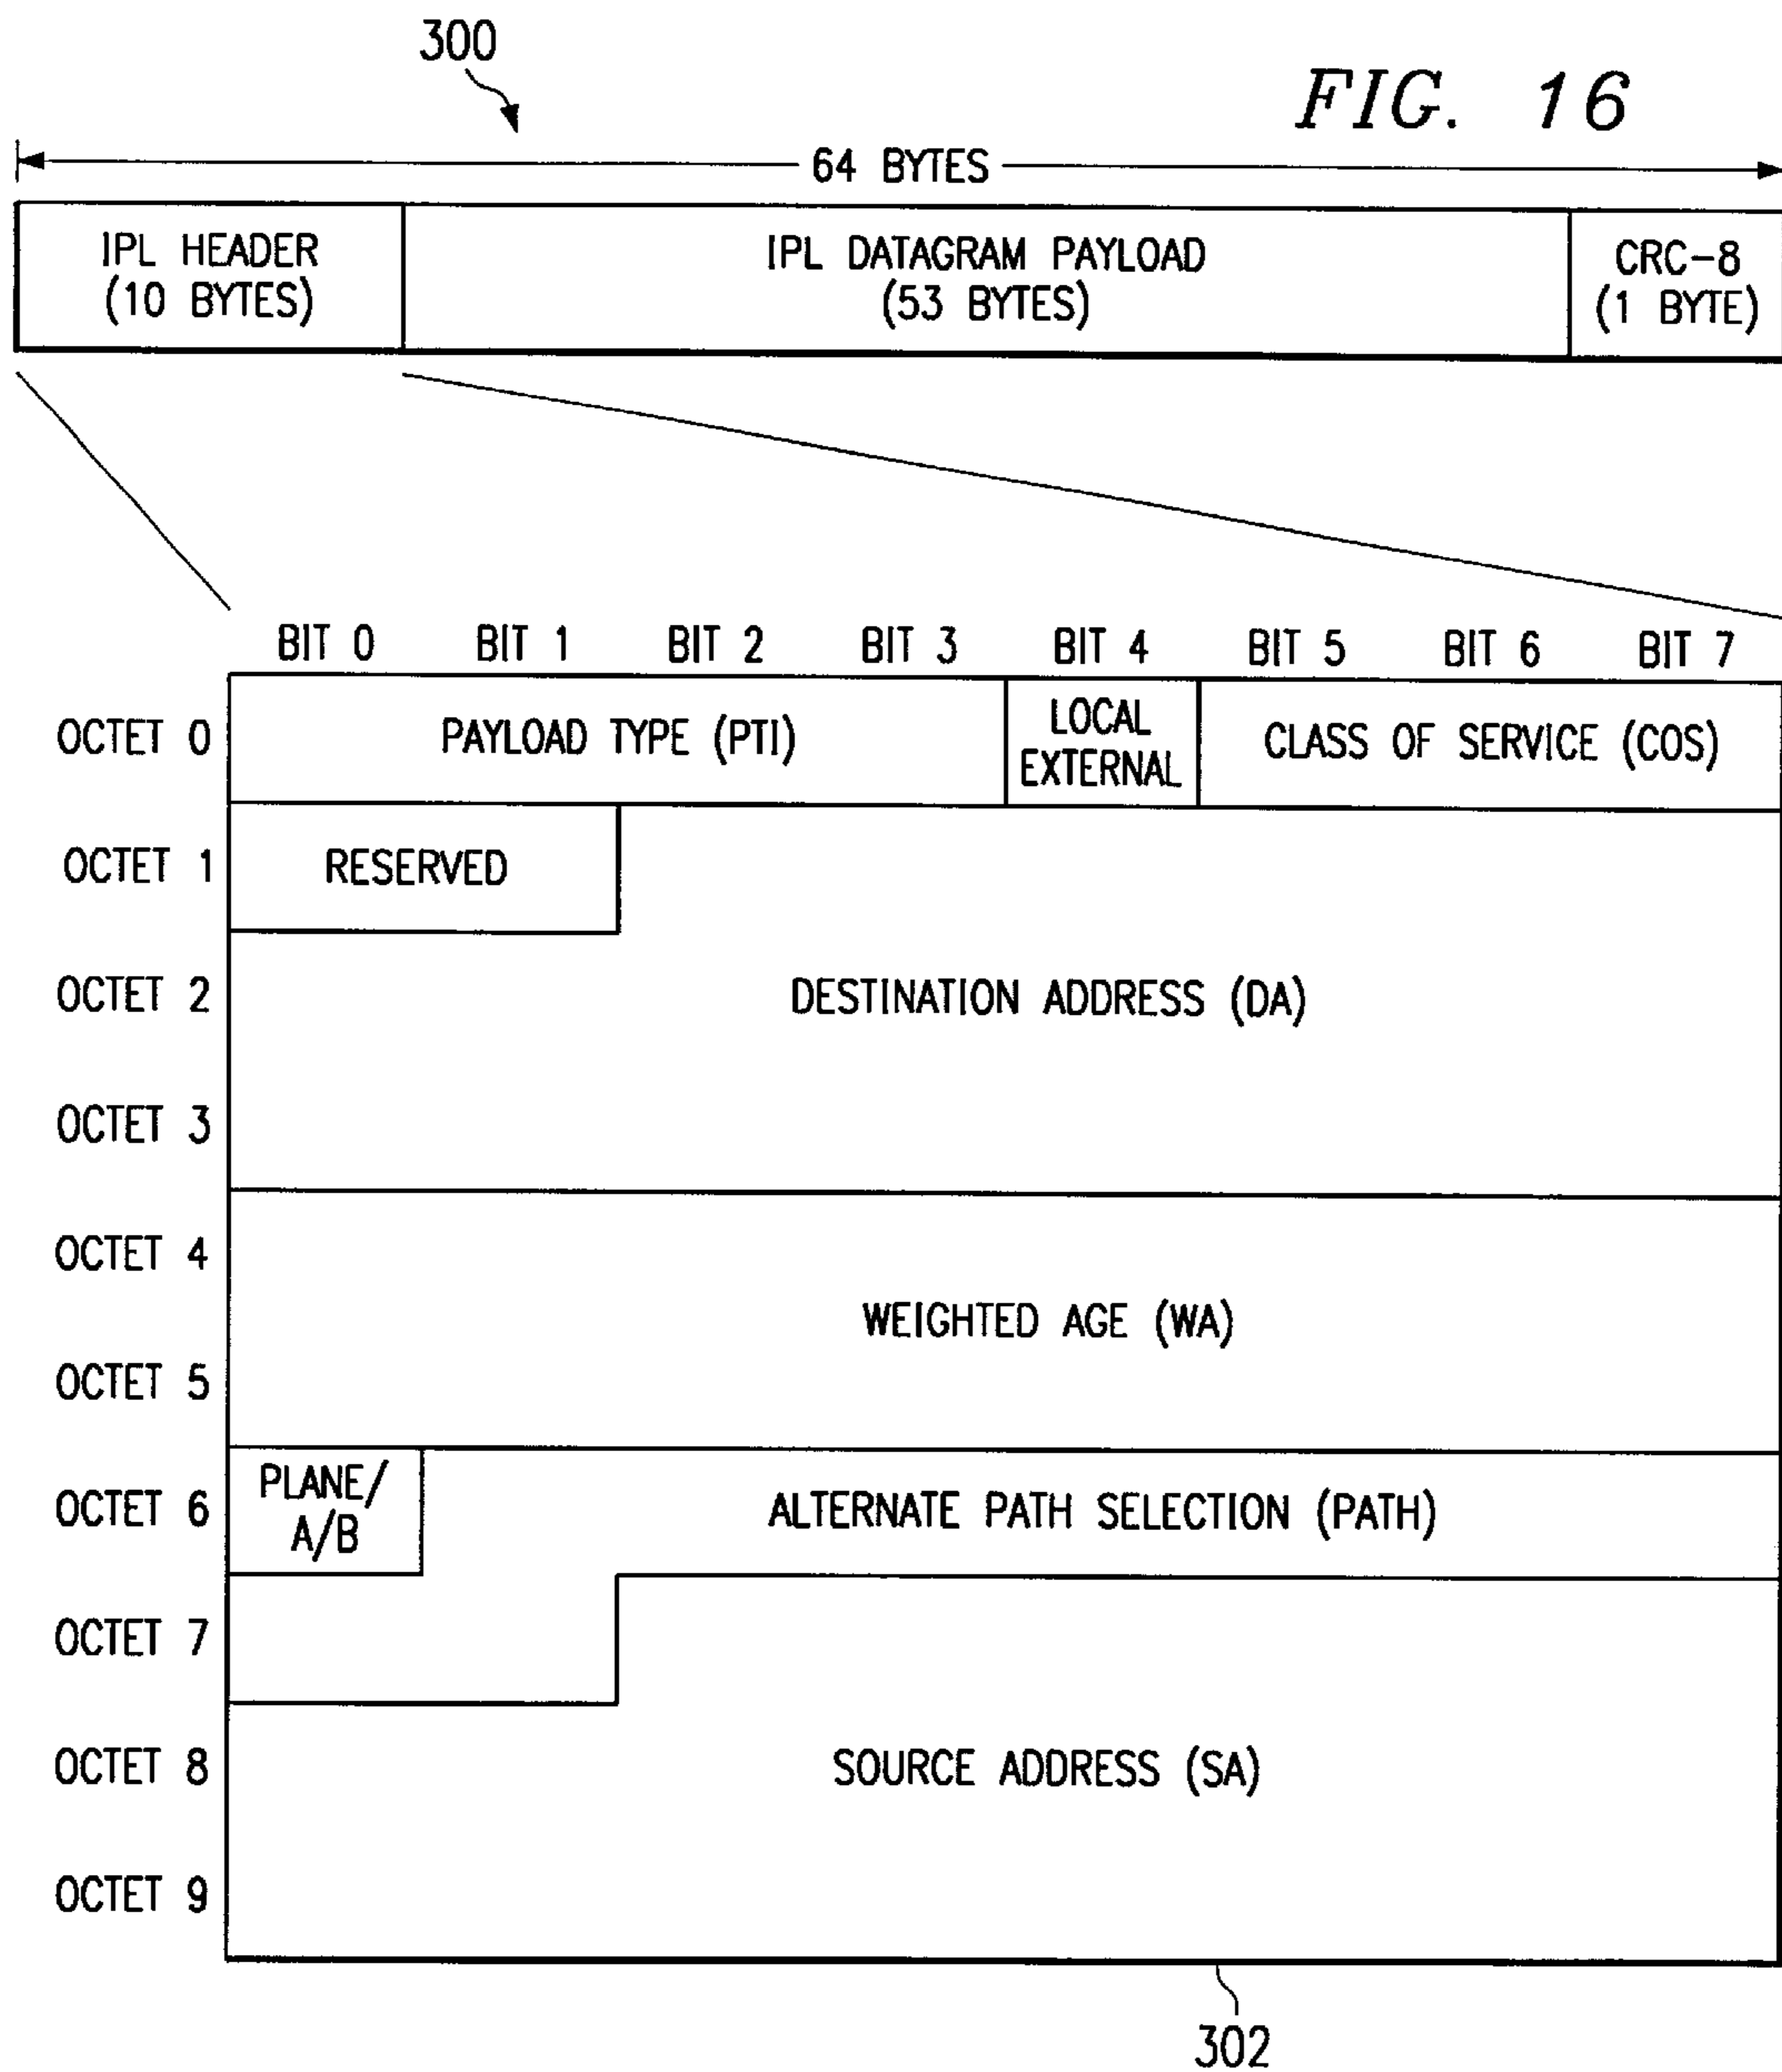 300
FIG. 16
64 BYTES
IPL HEADER
(10 BYTES)
IPL DATAGRAM PAYLOAD
(53 BYTES)
CRC-8
(1 BYTE)
BIT 0 BIT 1 BIT 2 BIT 3 BIT 4 BIT 5 BIT 6 BIT 7
OCTET 0
PAYLOAD TYPE (PTI)
LOCAL
EXTERNAL
CLASS OF SERVICE (COS)
OCTET 1
RESERVED
OCTET 2
DESTINATION ADDRESS (DA)
OCTET 3
OCTET 4
WEIGHTED AGE (WA)
OCTET 5
OCTET 6
PLANE/
A/B
ALTERNATE PATH SELECTION (PATH)
OCTET 7
OCTET 8
SOURCE ADDRESS (SA)
OCTET 9
302